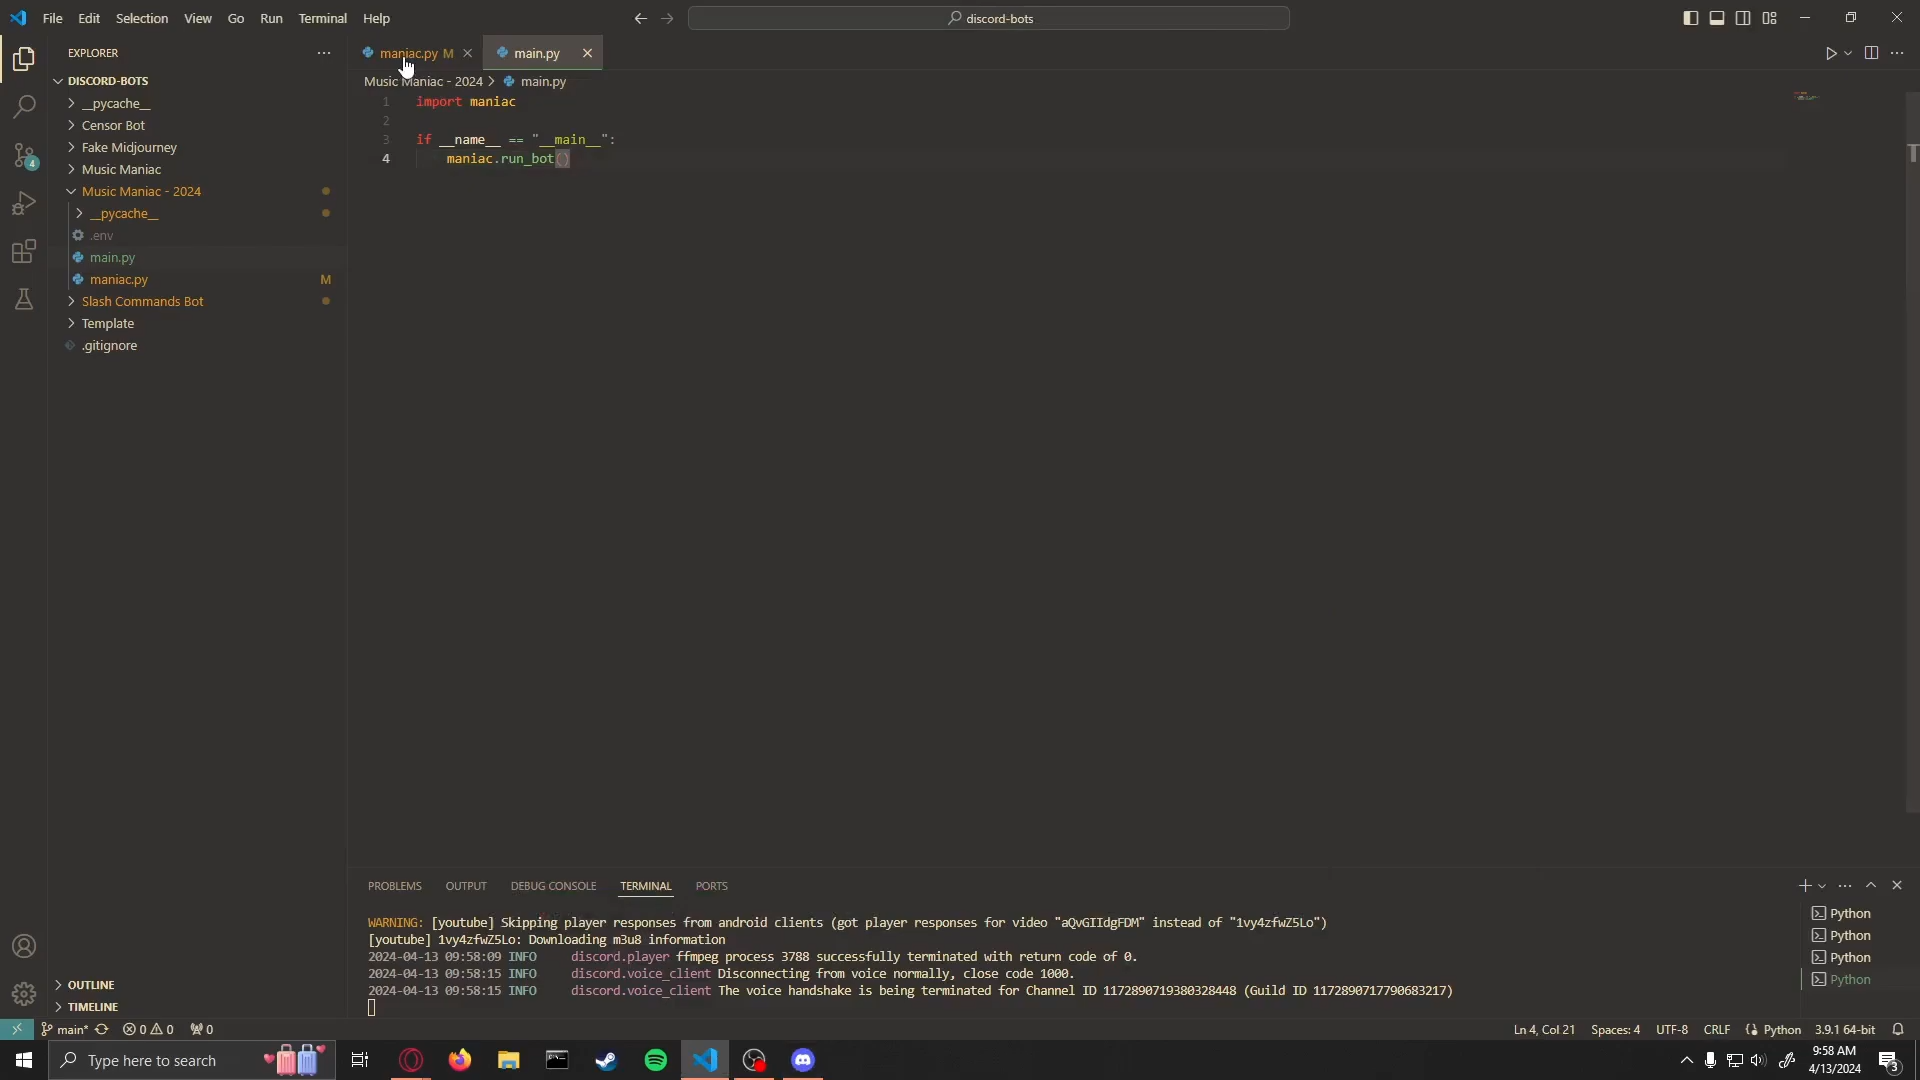 File Edit Selection View Go Run Terminal Help
discord-bots
EXPLORER
DISCORD-BOTS
__pycache__
Censor Bot
Fake Midjourney
Music Maniac
Music Maniac - 2024
__pycache__
.env
main.py
maniac.py M
Slash Commands Bot
Template
.gitignore
OUTLINE
TIMELINE
4
maniac.py M
main.py
Music Maniac - 2024 > main.py
1 import maniac
2
3 if __name__ == "__main__":
4 maniac.run_bot()
PROBLEMS OUTPUT DEBUG CONSOLE TERMINAL PORTS
WARNING: [youtube] Skipping player responses from android clients (got player responses for video "aQvGIIdgFDM" instead of "1vy4zfwZ5Lo")
[youtube] 1vy4zfwZ5Lo: Downloading m3u8 information
2024-04-13 09:58:09 INFO discord.player ffmpeg process 3788 successfully terminated with return code of 0.
2024-04-13 09:58:15 INFO discord.voice_client Disconnecting from voice normally, close code 1000.
2024-04-13 09:58:15 INFO discord.voice_client The voice handshake is being terminated for Channel ID 1172890719380328448 (Guild ID 1172890717790683217)
Python
Python
Python
Python
main* 0 0 0
Ln 4, Col 21 Spaces: 4 UTF-8 CRLF Python 3.9.1 64-bit
Type here to search
9:58 AM
4/13/2024
3